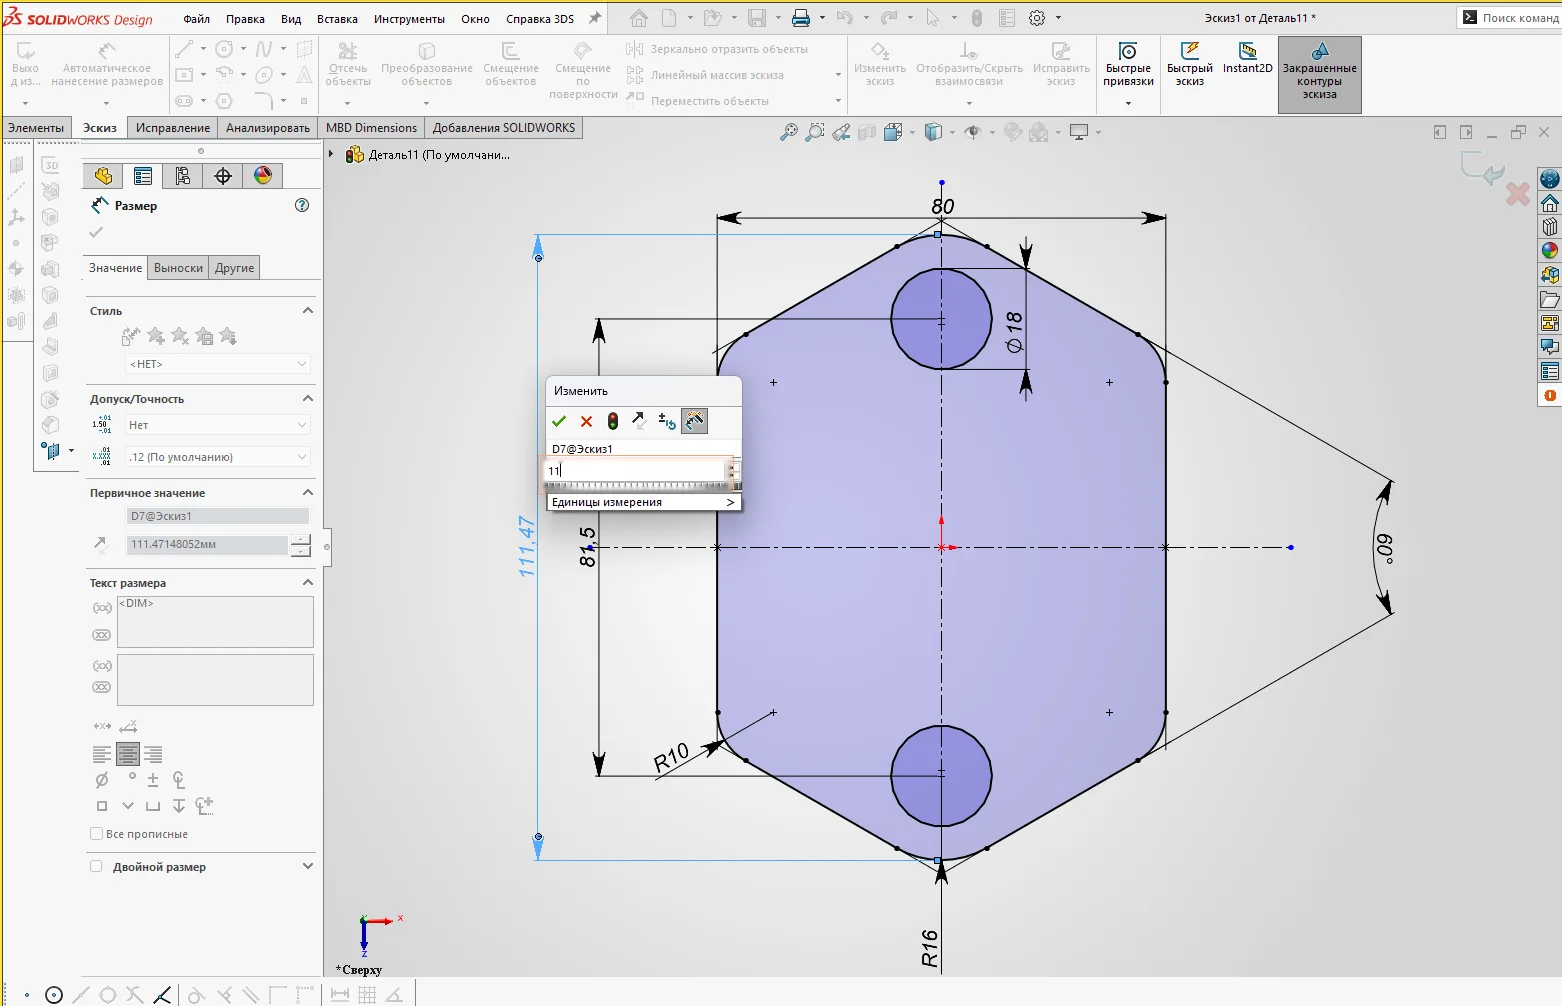 SOLIDWORKS Design
Файл Правка Вид Вставка Инструменты Окно Справка 3DS
Эскиз1 от Деталь11 *
Поиск команд
Выхо
д из...
Автоматическое
нанесение размеров
Отсечь
объекты
Преобразование
объектов
Смещение
объектов
Смещение
по
поверхности
Зеркально отразить объекты
Линейный массив эскиза
Переместить объекты
Изменить
эскиз
Отобразить/Скрыть
взаимосвязи
Исправить
эскиз
Быстрые
привязки
Быстрый
эскиз
Instant2D
Закрашенные
контуры
эскиза
Элементы Эскиз Исправление Анализировать MBD Dimensions Добавления SOLIDWORKS
Деталь11 (По умолчани...
Размер
Значение Выноски Другие
Стиль
<НЕТ>
Допуск/Точность
Нет
.12 (По умолчанию)
Первичное значение
D7@Эскиз1
111.47148052мм
Текст размера
<DIM>
Все прописные
Двойной размер
Изменить
D7@Эскиз1
11
Единицы измерения >
80
∅18
111,47
81,5
60°
R10
R16
X
Z
*Сверху